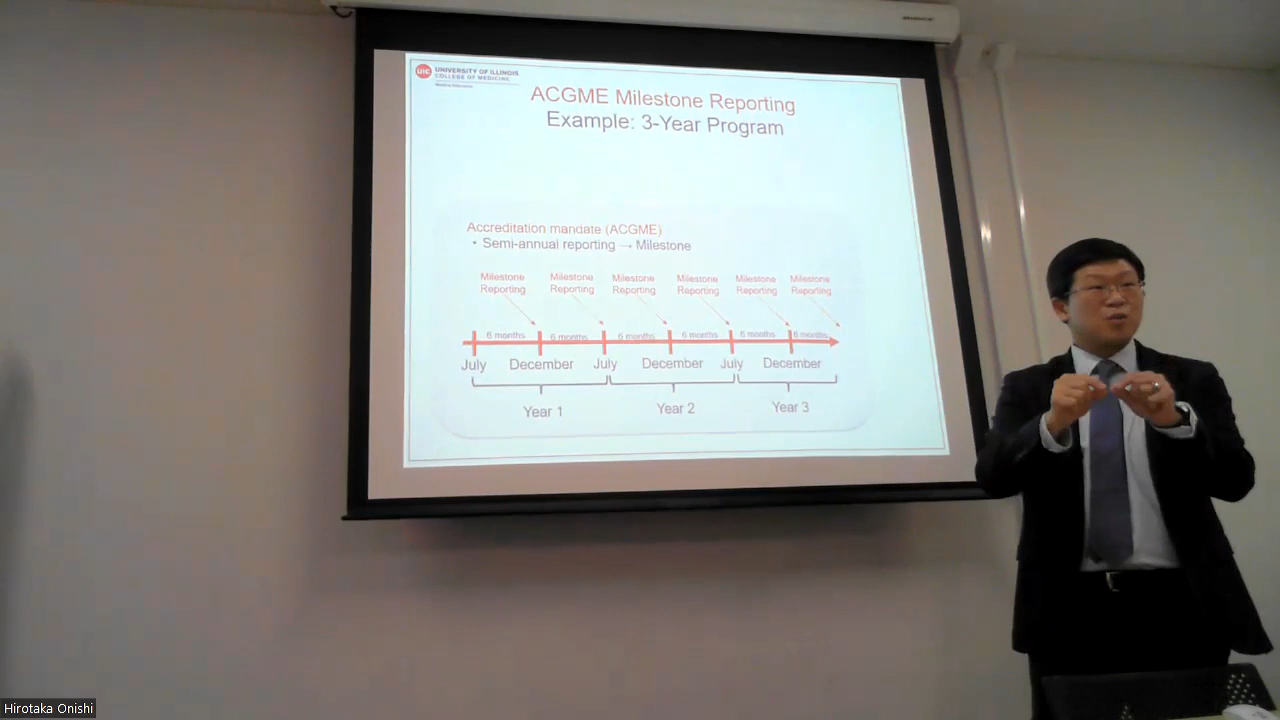 UIC
UNIVERSITY OF ILLINOIS
COLLEGE OF MEDICINE
ACGME Milestone Reporting
Example: 3-Year Program
Accreditation mandate (ACGME)
• Semi-annual reporting → Milestone
Milestone Reporting
Milestone Reporting
Milestone Reporting
Milestone Reporting
Milestone Reporting
Milestone Reporting
6 months 6 months 6 months 6 months 6 months 6 months
July December July December July December
Year 1 Year 2 Year 3
Hirotaka Onishi